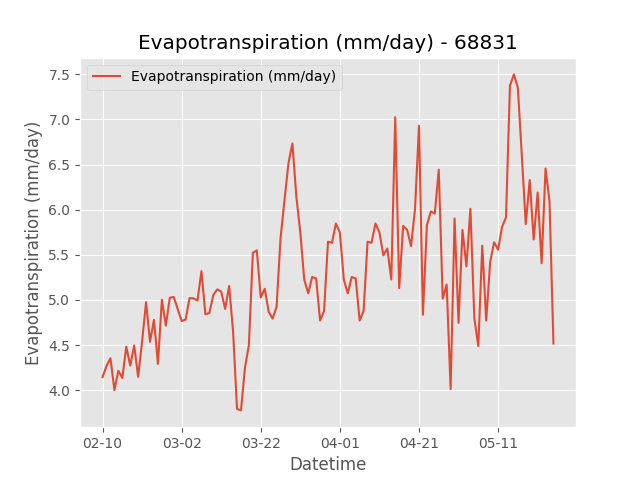 Evapotranspiration (mm/day) - 68831
Evapotranspiration (mm/day)
Evapotranspiration (mm/day)
7.5
7.0
6.5
6.0
5.5
5.0
4.5
4.0
02-10 03-02 03-22 04-01 04-21 05-11
Datetime